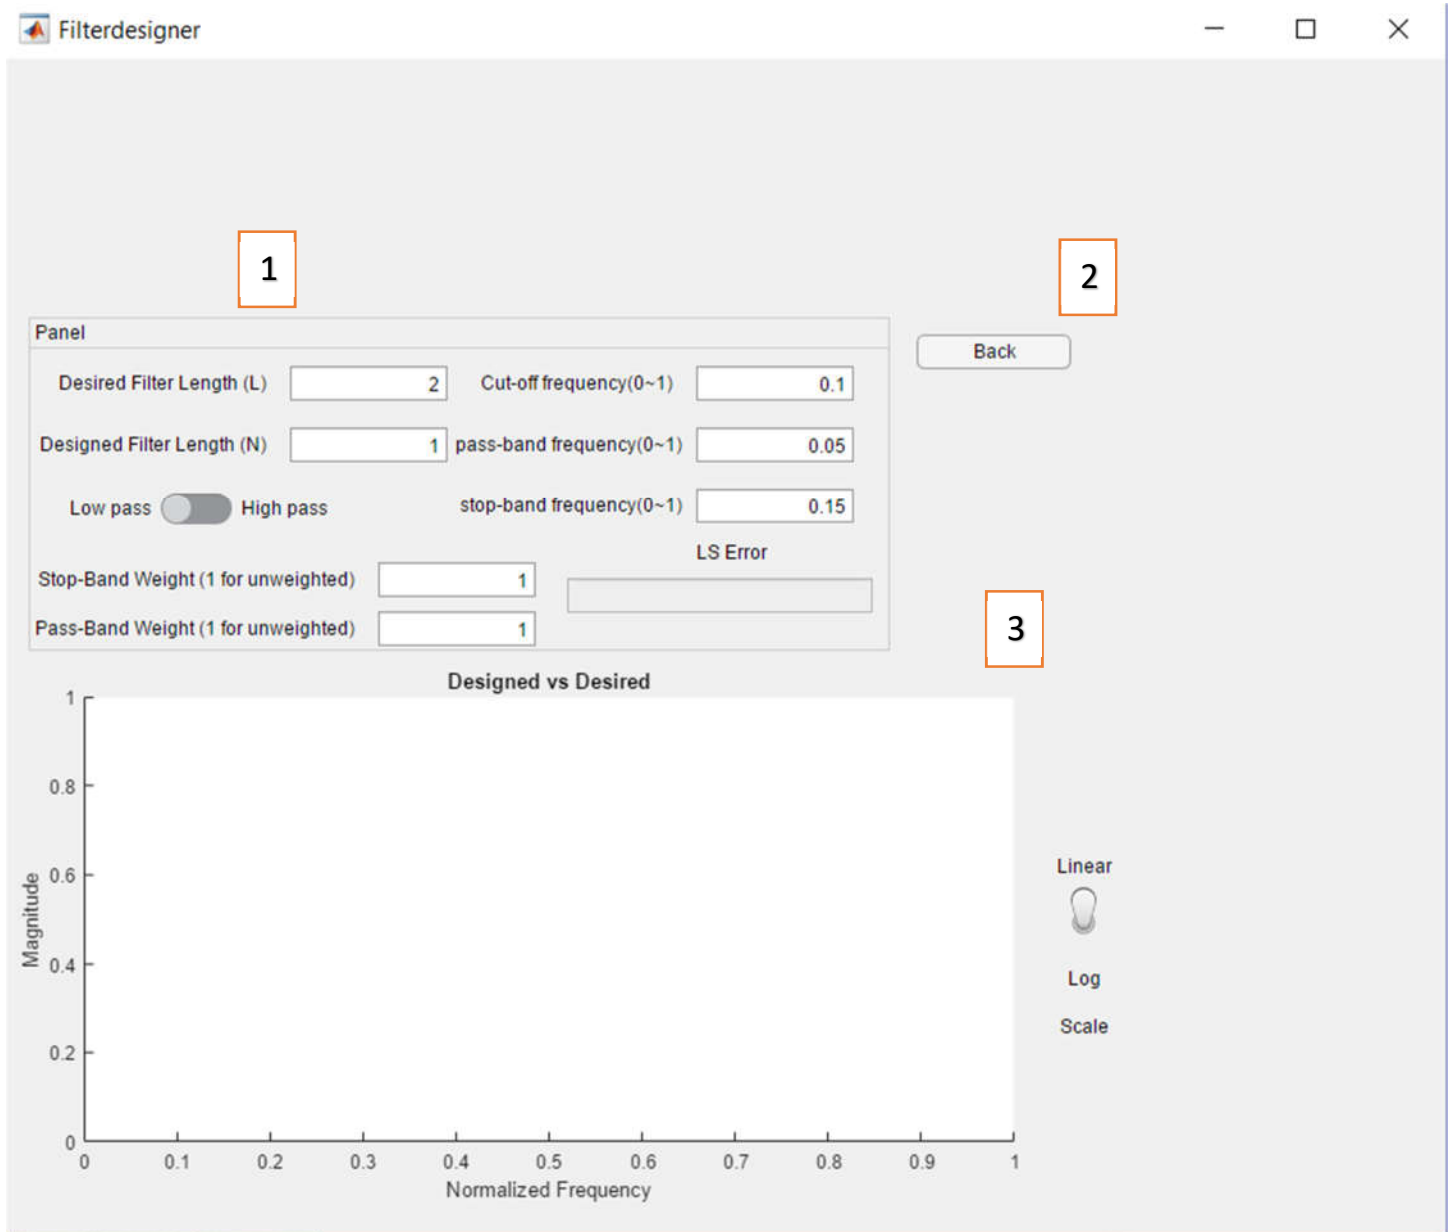 Filterdesigner
1
2
Panel
Back
Desired Filter Length (L) 2 Cut-off frequency(0~1) 0.1
Designed Filter Length (N) 1 pass-band frequency(0~1) 0.05
Low pass High pass stop-band frequency(0~1) 0.15
LS Error
Stop-Band Weight (1 for unweighted) 1
Pass-Band Weight (1 for unweighted) 1
3
Designed vs Desired
1
0.8
0.6
0.4
0.2
0
Magnitude
0 0.1 0.2 0.3 0.4 0.5 0.6 0.7 0.8 0.9 1
Normalized Frequency
Linear
Log
Scale